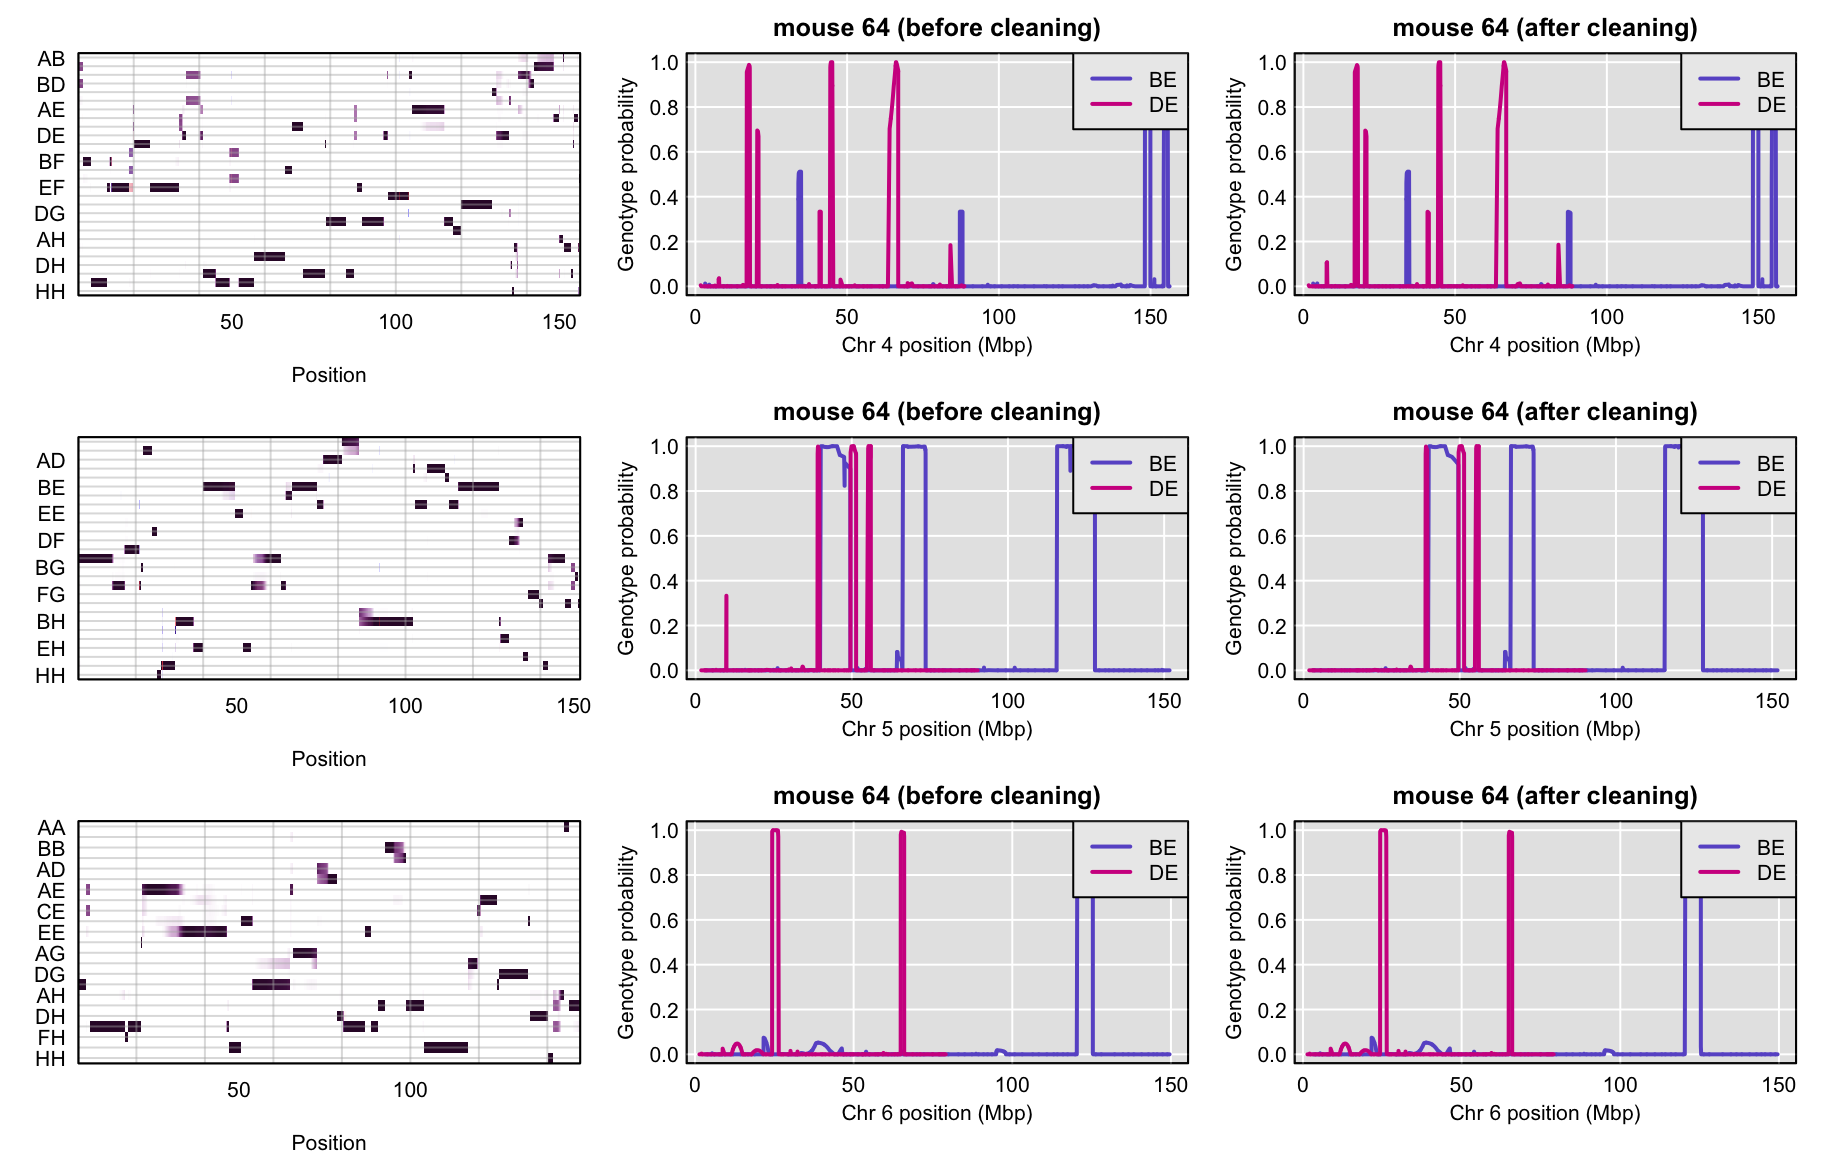 AB
BD
AE
DE
BF
EF
DG
AH
DH
HH
50 100 150
Position
mouse 64 (before cleaning)
Genotype probability
1.0
0.8
0.6
0.4
0.2
0.0
BE
DE
0 50 100 150
Chr 4 position (Mbp)
mouse 64 (after cleaning)
Genotype probability
1.0
0.8
0.6
0.4
0.2
0.0
BE
DE
0 50 100 150
Chr 4 position (Mbp)
AD
BE
EE
DF
BG
FG
BH
EH
HH
50 100 150
Position
mouse 64 (before cleaning)
Genotype probability
1.0
0.8
0.6
0.4
0.2
0.0
BE
DE
0 50 100 150
Chr 5 position (Mbp)
mouse 64 (after cleaning)
Genotype probability
1.0
0.8
0.6
0.4
0.2
0.0
BE
DE
0 50 100 150
Chr 5 position (Mbp)
AA
BB
AD
AE
CE
EE
AG
DG
AH
DH
FH
HH
50 100
Position
mouse 64 (before cleaning)
Genotype probability
1.0
0.8
0.6
0.4
0.2
0.0
BE
DE
0 50 100 150
Chr 6 position (Mbp)
mouse 64 (after cleaning)
Genotype probability
1.0
0.8
0.6
0.4
0.2
0.0
BE
DE
0 50 100 150
Chr 6 position (Mbp)